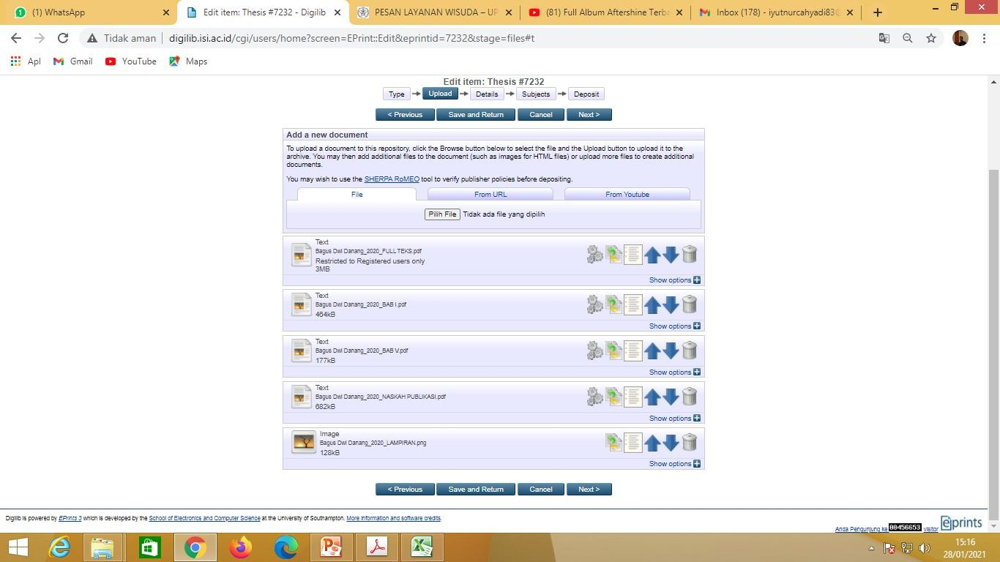 (1) WhatsApp
Edit item: Thesis #7232 - Digilib
PESAN LAYANAN WISUDA – UP
(81) Full Album Aftershine Terba
Inbox (178) - iyutnurcahyadi83@
Tidak aman
digilib.isi.ac.id/cgi/users/home?screen=EPrint::Edit&eprintid=7232&stage=files#t
Apl Gmail YouTube Maps
Edit item: Thesis #7232
Type Upload Details Subjects Deposit
< Previous Save and Return Cancel Next >
Add a new document
To upload a document to this repository, click the Browse button below to select the file and the Upload button to upload it to the
archive. You may then add additional files to the document (such as images for HTML files) or upload more files to create additional
documents.
You may wish to use the SHERPA RoMEO tool to verify publisher policies before depositing.
File From URL From Youtube
Pilih File Tidak ada file yang dipilih
Text
Bagus Dwi Danang_2020_FULL TEKS.pdf
Restricted to Registered users only
3MB
Show options
Text
Bagus Dwi Danang_2020_BAB I.pdf
464kB
Show options
Text
Bagus Dwi Danang_2020_BAB V.pdf
177kB
Show options
Text
Bagus Dwi Danang_2020_NASKAH PUBLIKASI.pdf
682kB
Show options
Image
Bagus Dwi Danang_2020_LAMPIRAN.png
128kB
Show options
< Previous Save and Return Cancel Next >
Digilib is powered by EPrints 3 which is developed by the School of Electronics and Computer Science at the University of Southampton. More information and software credits.
Anda Pengunjung ke 00456653 visitor
eprints
15:16
28/01/2021